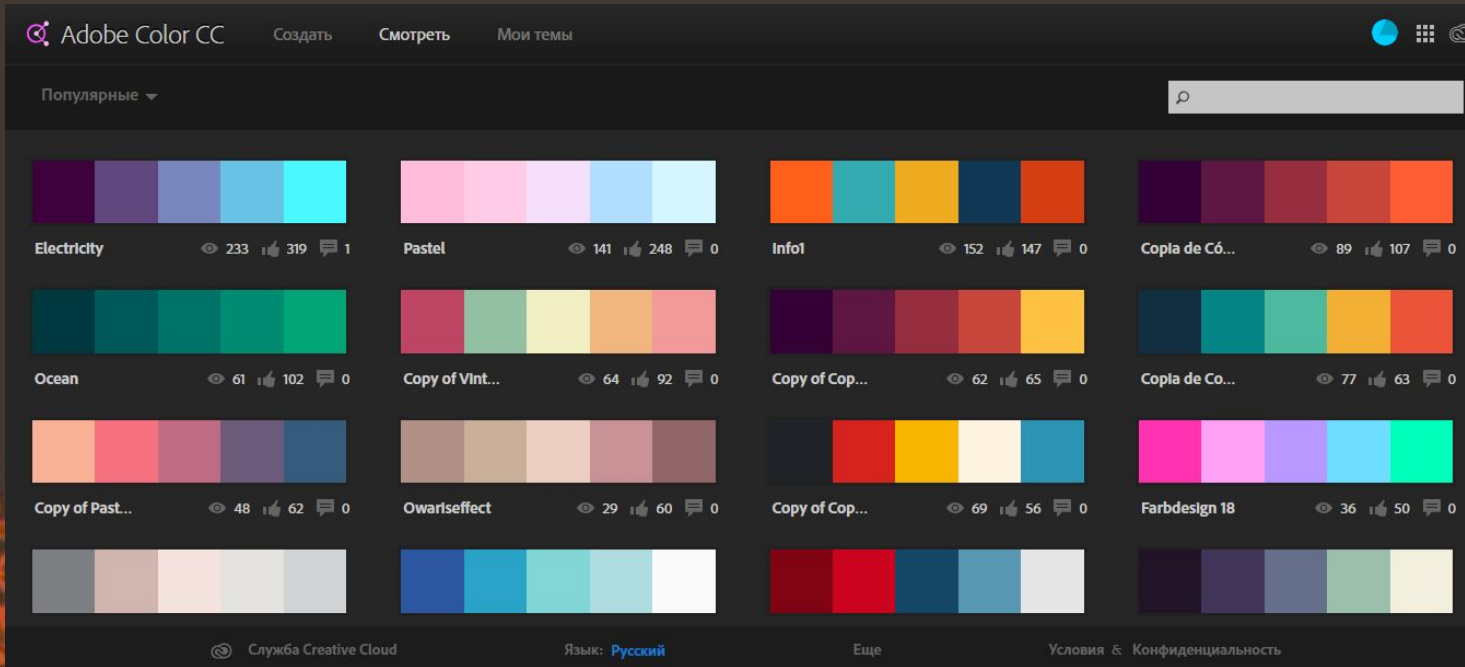 Adobe Color CC Создать Смотреть Мои темы
Популярные
Electricity 233 319 1
Pastel 141 248 0
Info1 152 147 0
Copia de Có... 89 107 0
Ocean 61 102 0
Copy of Vint... 64 92 0
Copy of Cop... 62 65 0
Copia de Co... 77 63 0
Copy of Past... 48 62 0
Owariseffect 29 60 0
Copy of Cop... 69 56 0
Farbdesign 18 36 50 0
Служба Creative Cloud Язык: Русский Еще Условия & Конфиденциальность